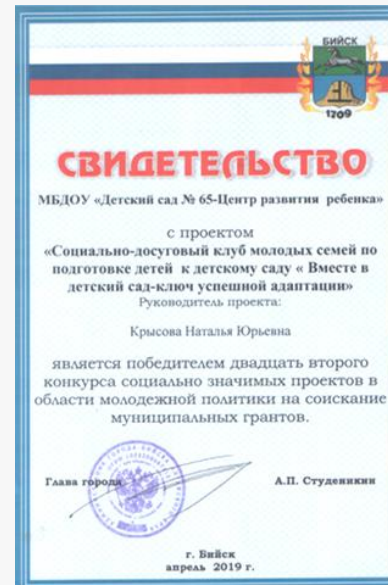 БИЙСК
1709
СВИДЕТЕЛЬСТВО
МБДОУ «Детский сад № 65-Центр развития ребенка»
с проектом
«Социально-досуговый клуб молодых семей по
подготовке детей к детскому саду « Вместе в
детский сад-ключ успешной адаптации»
Руководитель проекта:
Крысова Наталья Юрьевна
является победителем двадцать второго
конкурса социально значимых проектов в
области молодежной политики на соискание
муниципальных грантов.
Глава города А.П. Студеникин
г. Бийск
апрель 2019 г.